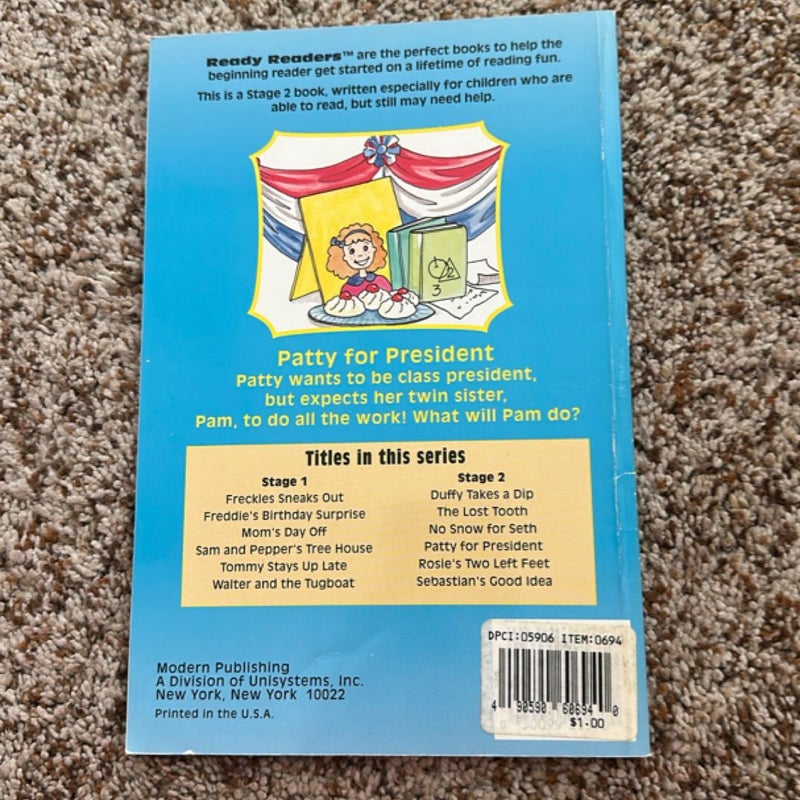 Ready Readers™ are the perfect books to help the
beginning reader get started on a lifetime of reading fun.
This is a Stage 2 book, written especially for children who are
able to read, but still may need help.
3
Patty for President
Patty wants to be class president,
but expects her twin sister,
Pam, to do all the work! What will Pam do?
Titles in this series
Stage 1
Freckles Sneaks Out
Freddie's Birthday Surprise
Mom's Day Off
Sam and Pepper's Tree House
Tommy Stays Up Late
Walter and the Tugboat
Stage 2
Duffy Takes a Dip
The Lost Tooth
No Snow for Seth
Patty for President
Rosie's Two Left Feet
Sebastian's Good Idea
Modern Publishing
A Division of Unisystems, Inc.
New York, New York 10022
Printed in the U.S.A.
DPCI:05906 ITEM:0694
4 90590 60694 0
$1.00